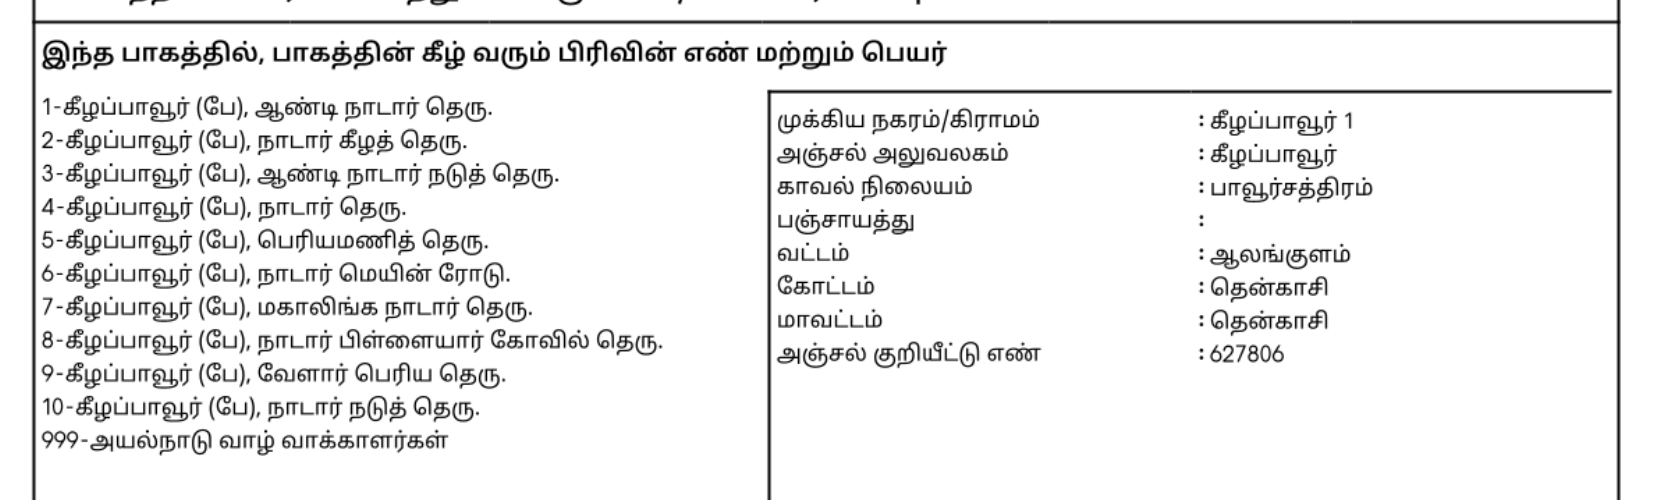 இந்த பாகத்தில், பாகத்தின் கீழ் வரும் பிரிவின் எண் மற்றும் பெயர்
1-கீழப்பாவூர் (பே), ஆண்டி நாடார் தெரு.
2-கீழப்பாவூர் (பே), நாடார் கீழத் தெரு.
3-கீழப்பாவூர் (பே), ஆண்டி நாடார் நடுத் தெரு.
4-கீழப்பாவூர் (பே), நாடார் தெரு.
5-கீழப்பாவூர் (பே), பெரியமணித் தெரு.
6-கீழப்பாவூர் (பே), நாடார் மெயின் ரோடு.
7-கீழப்பாவூர் (பே), மகாலிங்க நாடார் தெரு.
8-கீழப்பாவூர் (பே), நாடார் பிள்ளையார் கோவில் தெரு.
9-கீழப்பாவூர் (பே), வேளார் பெரிய தெரு.
10-கீழப்பாவூர் (பே), நாடார் நடுத் தெரு.
999-அயல்நாடு வாழ் வாக்காளர்கள்
முக்கிய நகரம்/கிராமம் : கீழப்பாவூர் 1
அஞ்சல் அலுவலகம் : கீழப்பாவூர்
காவல் நிலையம் : பாவூர்சத்திரம்
பஞ்சாயத்து :
வட்டம் : ஆலங்குளம்
கோட்டம் : தென்காசி
மாவட்டம் : தென்காசி
அஞ்சல் குறியீட்டு எண் : 627806